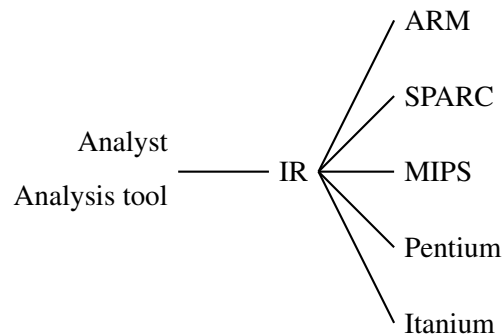 Analyst
Analysis tool
IR
ARM
SPARC
MIPS
Pentium
Itanium